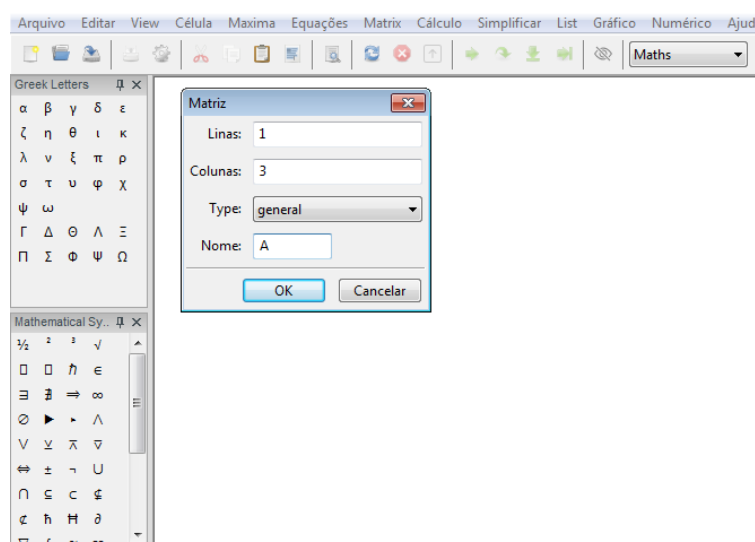 Arquivo Editar View Célula Maxima Equações Matrix Cálculo Simplificar List Gráfico Numérico Ajud
Maths
Greek Letters
α β γ δ ε
ζ η θ ι κ
λ ν ξ π ρ
σ τ υ φ χ
ψ ω
Γ Δ Θ Λ Ξ
Π Σ Φ Ψ Ω
Mathematical Sy..
½ ² ³ √
ℏ ∈
∃ ∄ ⇒ ∞
∅ ▶ ▸ ⋀
⋁ ⊻ ⊼ ⊽
⇔ ± ¬ ⋃
⋂ ⊆ ⊂ ⊈
⊄ ħ Ħ ∂
Matriz
Linas: 1
Colunas: 3
Type: general
Nome: A
OK Cancelar